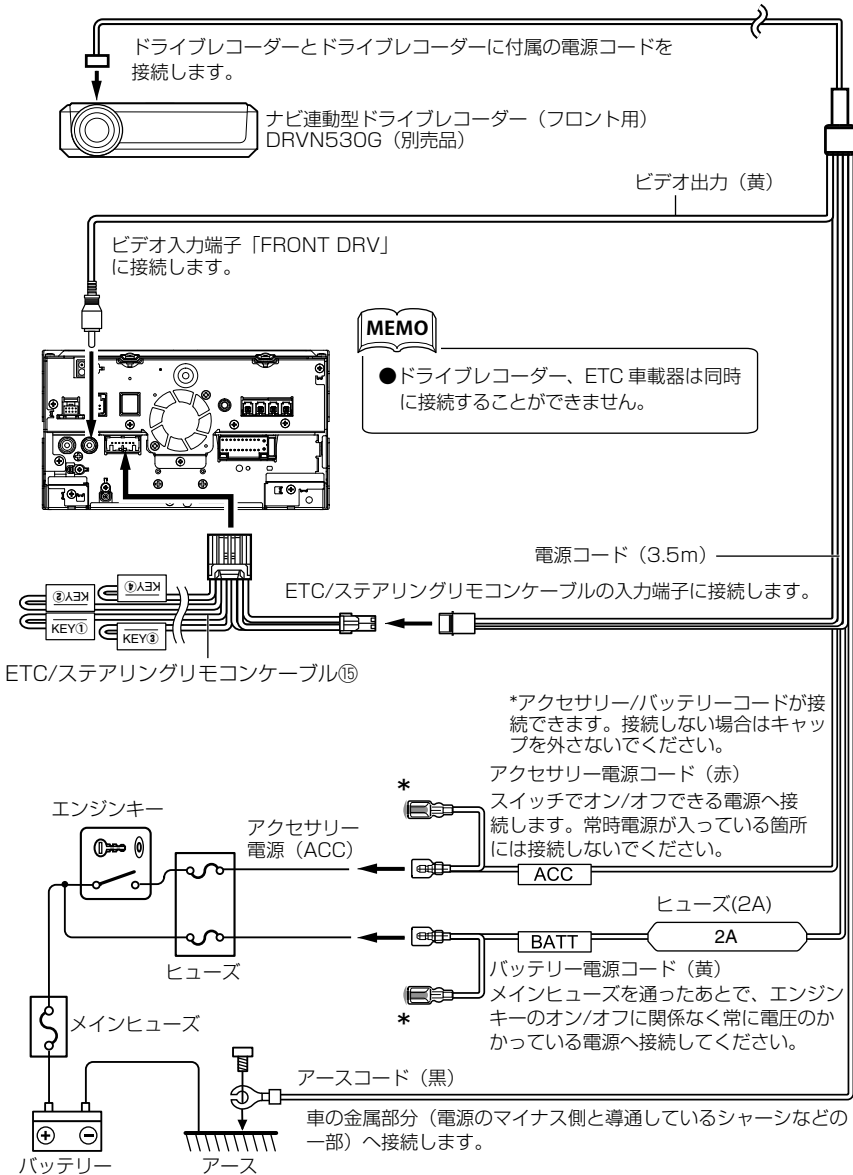 ドライブレコーダーとドライブレコーダーに付属の電源コードを
接続します。
ナビ連動型ドライブレコーダー（フロント用）
DRVN530G（別売品）
ビデオ出力（黄）
ビデオ入力端子「FRONT DRV」
に接続します。
MEMO
●ドライブレコーダー、ETC 車載器は同時
に接続することができません。
電源コード（3.5m）
ETC/ステアリングリモコンケーブルの入力端子に接続します。
KEY②
KEY④
KEY①
KEY③
ETC/ステアリングリモコンケーブル⑮
*アクセサリー/バッテリーコードが接
続できます。接続しない場合はキャッ
プを外さないでください。
アクセサリー電源コード（赤）
*
スイッチでオン/オフできる電源へ接
続します。常時電源が入っている箇所
には接続しないでください。
エンジンキー
アクセサリー
電源（ACC）
ACC
ヒューズ(2A)
2A
BATT
ヒューズ
バッテリー電源コード（黄）
メインヒューズを通ったあとで、エンジン
キーのオン/オフに関係なく常に電圧のか
かっている電源へ接続してください。
*
メインヒューズ
アースコード（黒）
車の金属部分（電源のマイナス側と導通しているシャーシなどの
一部）へ接続します。
⊕ ⊖
バッテリー
アース